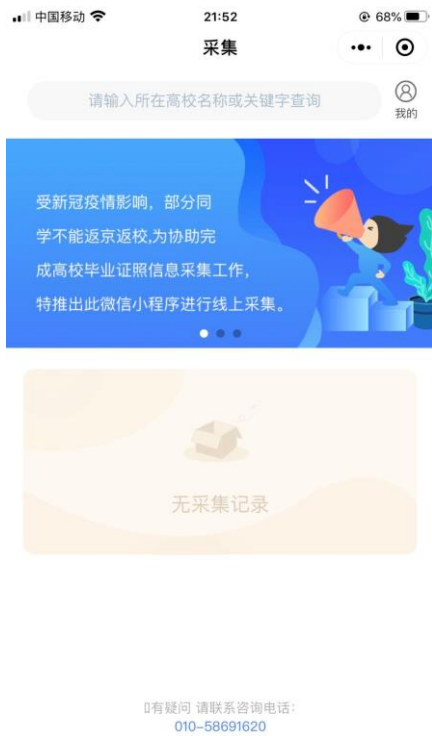 中国移动
21:52
68%
采集
请输入所在高校名称或关键字查询
我的
受新冠疫情影响，部分同
学不能返京返校,为协助完
成高校毕业证照信息采集工作，
特推出此微信小程序进行线上采集。
无采集记录
有疑问 请联系咨询电话：
010-58691620